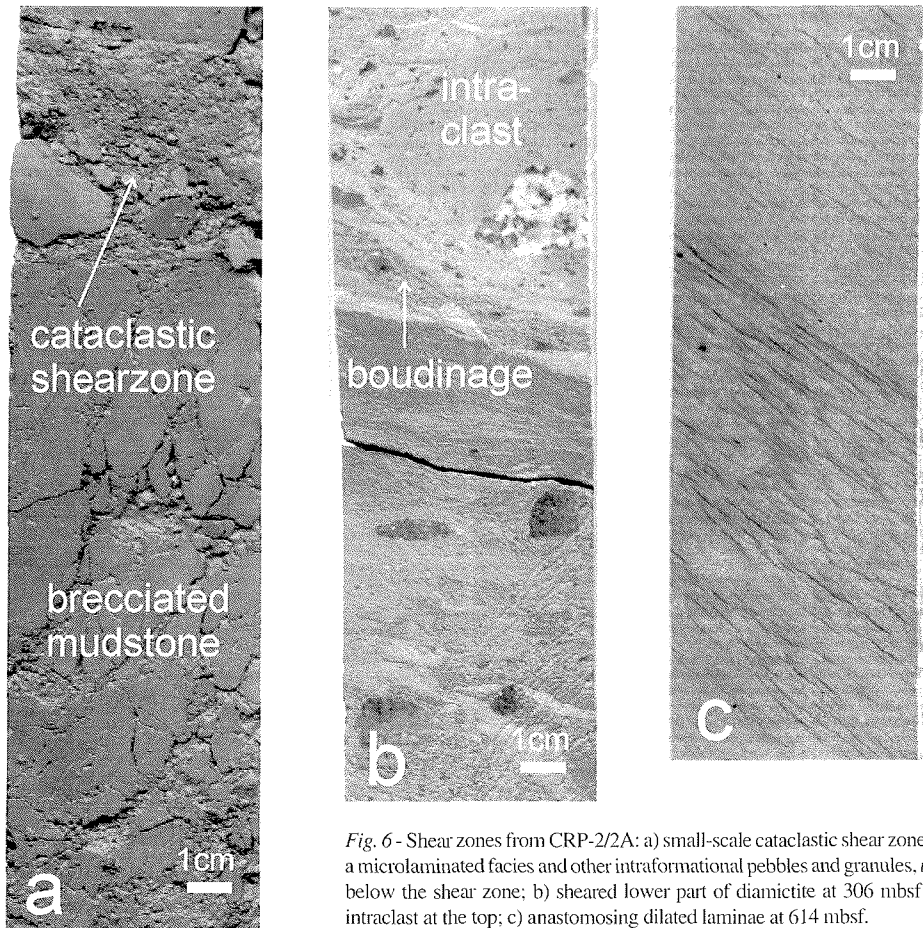 cataclastic
shearzone
brecciated
mudstone
1cm
a
intra-
clast
boudinage
1cm
b
1cm
c
Fig. 6 - Shear zones from CRP-2/2A: a) small-scale cataclastic shear zone
a microlaminated facies and other intraformational pebbles and granules,
below the shear zone; b) sheared lower part of diamictite at 306 mbsf
intraclast at the top; c) anastomosing dilated laminae at 614 mbsf.